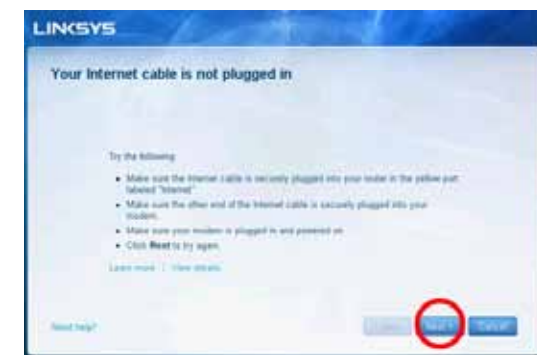 LINKSYS
Your Internet cable is not plugged in
Try the following:
Make sure the Internet cable is securely plugged into your router in the yellow port
labeled "Internet"
Make sure the other end of the Internet cable is securely plugged into your
modem.
Make sure your modem is plugged in and powered on
Click Next to try again.
Learn more | View details
Need help?
Next
Cancel